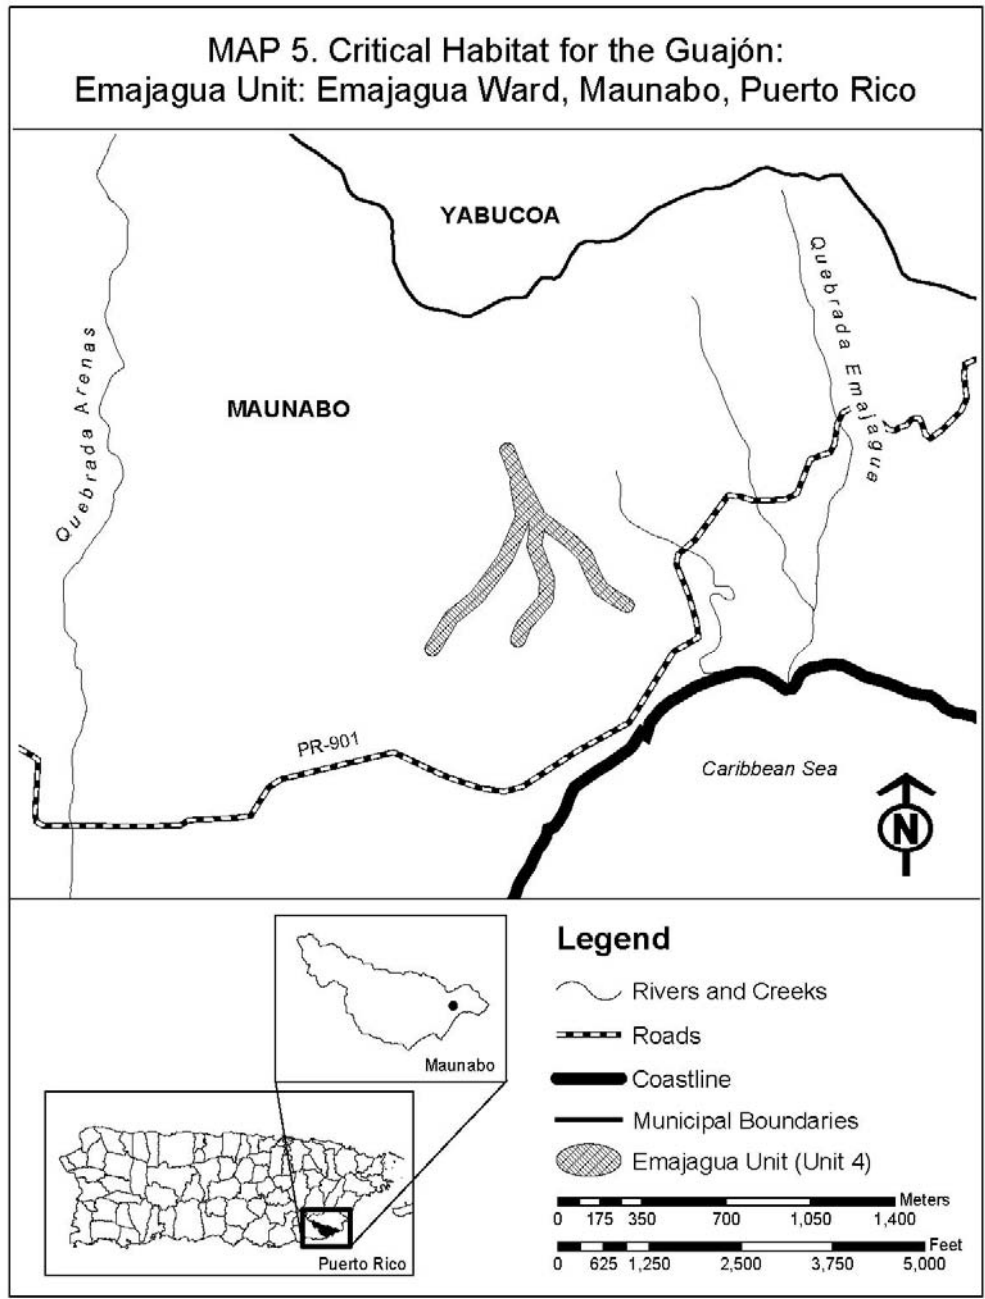 MAP 5. Critical Habitat for the Guajón:
Emajagua Unit: Emajagua Ward, Maunabo, Puerto Rico
YABUCOA
Quebrada Emajagua
Quebrada Arenas
MAUNABO
PR-901
Caribbean Sea
N
Maunabo
Puerto Rico
Legend
Rivers and Creeks
Roads
Coastline
Municipal Boundaries
Emajagua Unit (Unit 4)
Meters
0 175 350 700 1,050 1,400
Feet
0 625 1,250 2,500 3,750 5,000